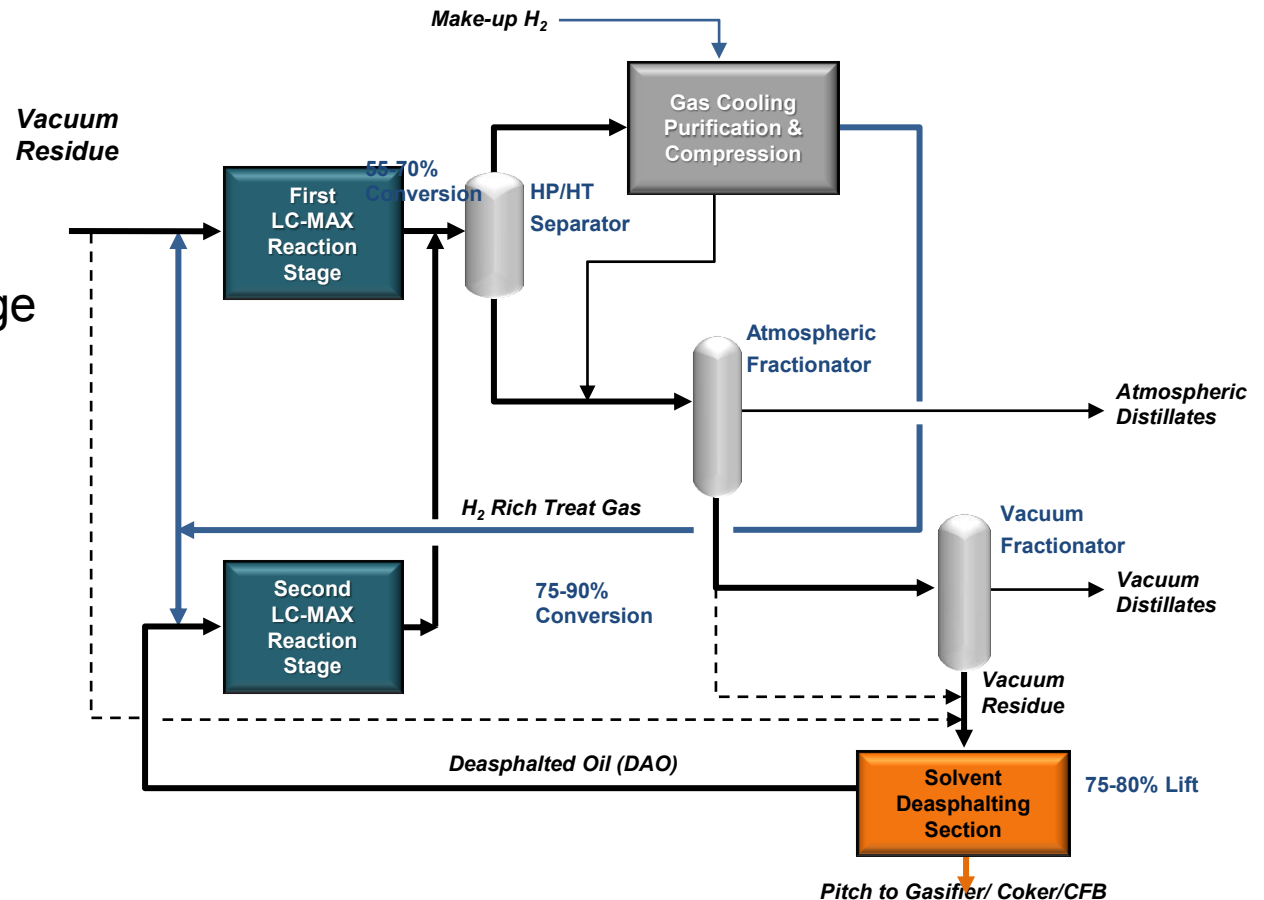 Make-up H2
Vacuum
Residue
Gas Cooling
Purification &
Compression
55-70%
Conversion
First
LC-MAX
Reaction
Stage
HP/HT
Separator
ge
Atmospheric
Fractionator
Atmospheric
Distillates
H2 Rich Treat Gas
Vacuum
Fractionator
Second
LC-MAX
Reaction
Stage
75-90%
Conversion
Vacuum
Distillates
Vacuum
Residue
Deasphalted Oil (DAO)
Solvent
Deasphalting
Section
75-80% Lift
Pitch to Gasifier/ Coker/CFB